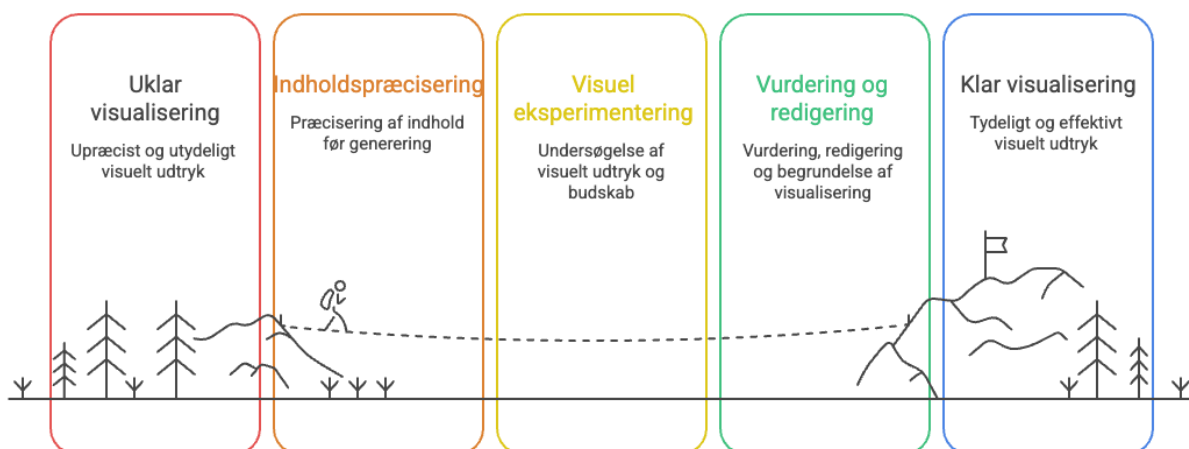 Uklar
visualisering
Upræcist og utydeligt
visuelt udtryk
Indholdspræcisering
Præcisering af indhold
før generering
Visuel
eksperimentering
Undersøgelse af
visuelt udtryk og
budskab
Vurdering og
redigering
Vurdering, redigering
og begrundelse af
visualisering
Klar visualisering
Tydeligt og effektivt
visuelt udtryk